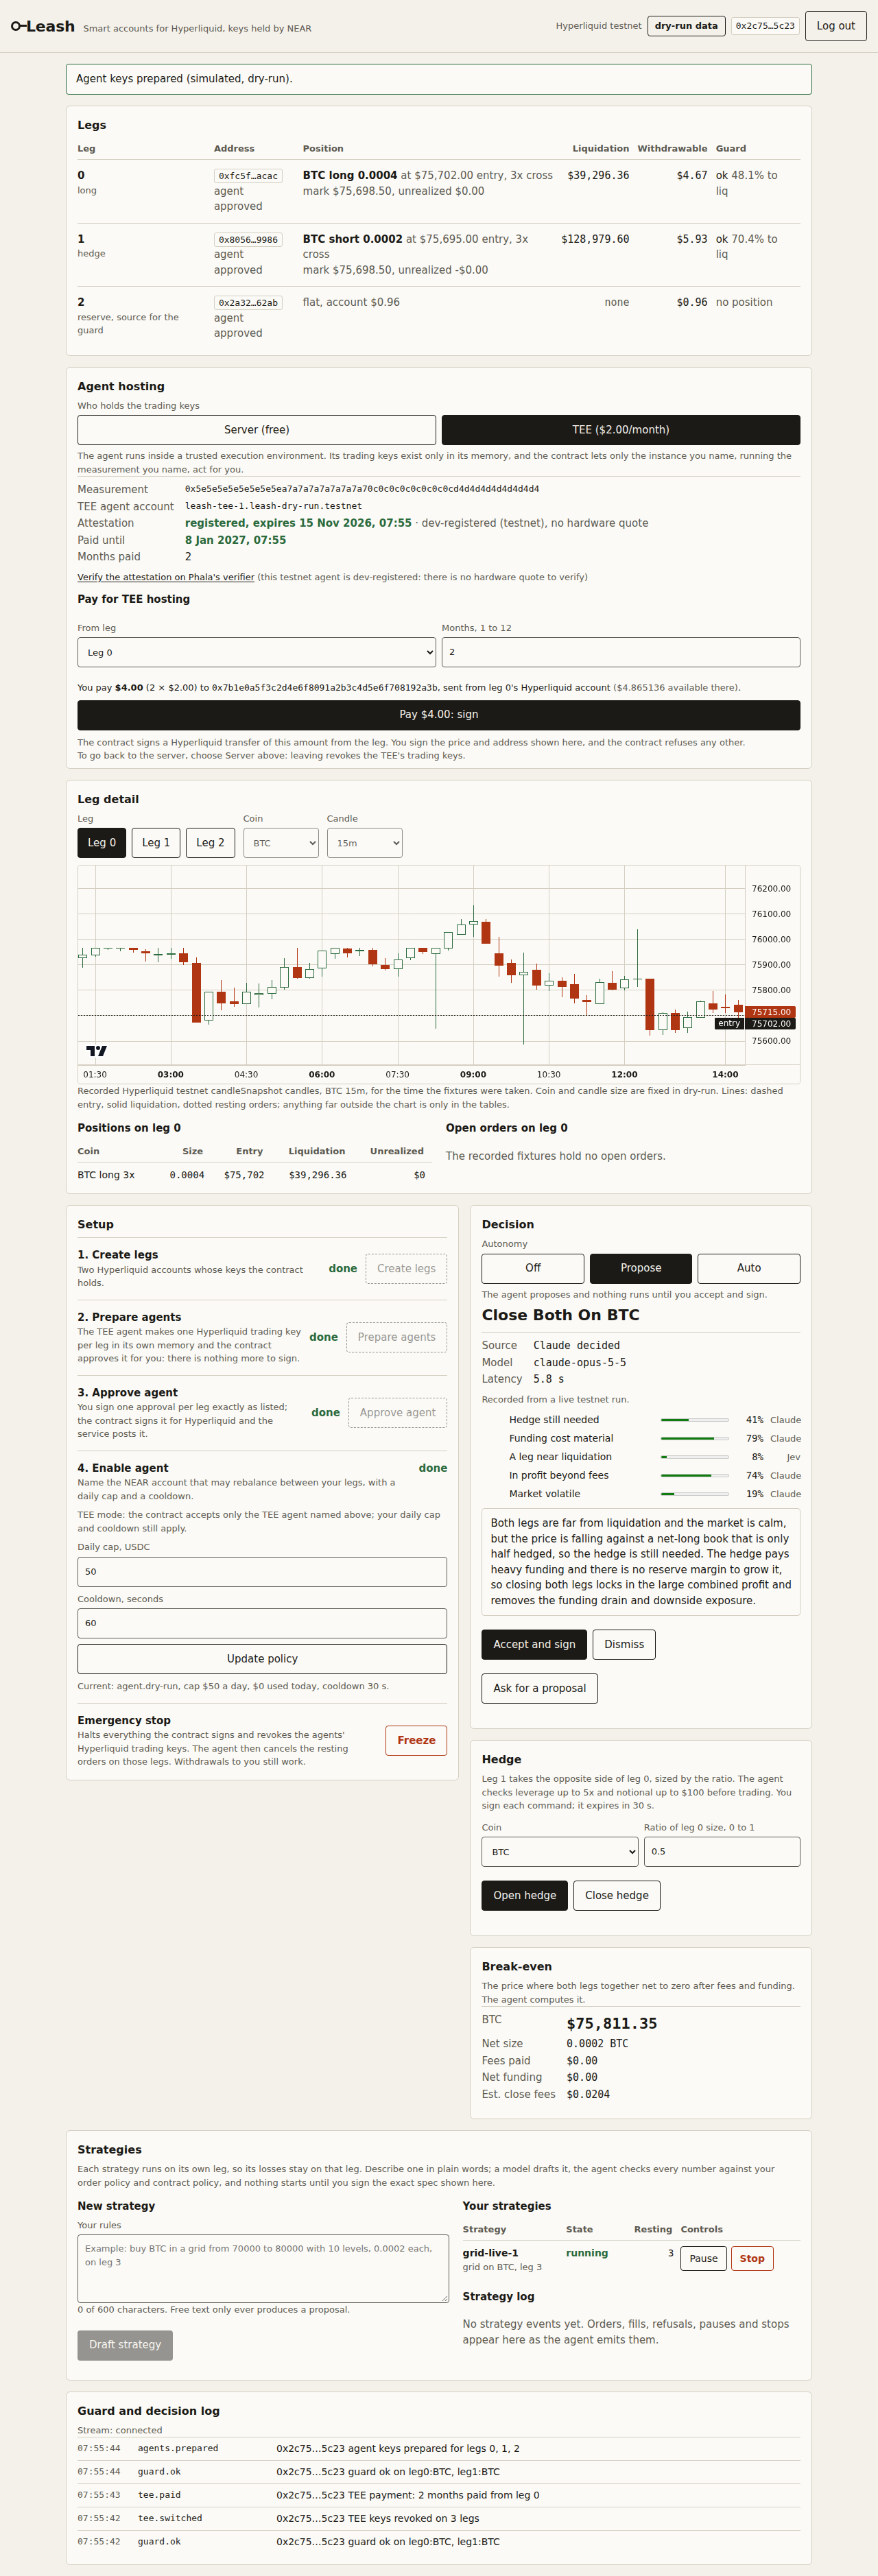 Leash Smart accounts for Hyperliquid, keys held by NEAR
Hyperliquid testnet dry-run data 0x2c75…5c23 Log out
Agent keys prepared (simulated, dry-run).
Legs
Leg Address Position Liquidation Withdrawable Guard
0 0xfc5f…acac BTC long 0.0004 at $75,702.00 entry, 3x cross $39,296.36 $4.67 ok 48.1% to
long agent mark $75,698.50, unrealized $0.00 liq
approved
1 0x8056…9986 BTC short 0.0002 at $75,695.00 entry, 3x $128,979.60 $5.93 ok 70.4% to
hedge agent cross liq
approved mark $75,698.50, unrealized -$0.00
2 0x2a32…62ab flat, account $0.96 none $0.96 no position
reserve, source for the agent
guard approved
Agent hosting
Who holds the trading keys
Server (free) TEE ($2.00/month)
The agent runs inside a trusted execution environment. Its trading keys exist only in its memory, and the contract lets only the instance you name, running the
measurement you name, act for you.
Measurement
TEE agent account leash-tee-1.leash-dry-run.testnet
Attestation registered, expires 15 Nov 2026, 07:55 · dev-registered (testnet), no hardware quote
Paid until 8 Jan 2027, 07:55
Months paid 2
Verify the attestation on Phala's verifier (this testnet agent is dev-registered: there is no hardware quote to verify)
Pay for TEE hosting
From leg Months, 1 to 12
Leg 0 2
You pay $4.00 (2 × $2.00) to 0x7b1e0a5f3c2d4e6f8091a2b3c4d5e6f708192a3b, sent from leg 0's Hyperliquid account ($4.865136 available there).
Pay $4.00: sign
The contract signs a Hyperliquid transfer of this amount from the leg. You sign the price and address shown here, and the contract refuses any other.
To go back to the server, choose Server above: leaving revokes the TEE's trading keys.
Leg detail
Leg Coin Candle
Leg 0 Leg 1 Leg 2 BTC 15m
76200.00
76100.00
76000.00
75900.00
75800.00
75715.00
entry 75702.00
75600.00
01:30 03:00 04:30 06:00 07:30 09:00 10:30 12:00 14:00
Recorded Hyperliquid testnet candleSnapshot candles, BTC 15m, for the time the fixtures were taken. Coin and candle size are fixed in dry-run. Lines: dashed
entry, solid liquidation, dotted resting orders; anything far outside the chart is only in the tables.
Positions on leg 0
Coin Size Entry Liquidation Unrealized
BTC long 3x 0.0004 $75,702 $39,296.36 $0
Open orders on leg 0
The recorded fixtures hold no open orders.
Setup
1. Create legs
Two Hyperliquid accounts whose keys the contract
holds.
done Create legs
2. Prepare agents
The TEE agent makes one Hyperliquid trading key
per leg in its own memory and the contract
approves it for you: there is nothing more to sign.
done Prepare agents
3. Approve agent
You sign one approval per leg exactly as listed;
the contract signs it for Hyperliquid and the
service posts it.
done Approve agent
4. Enable agent done
Name the NEAR account that may rebalance between your legs, with a
daily cap and a cooldown.
TEE mode: the contract accepts only the TEE agent named above; your daily cap
and cooldown still apply.
Daily cap, USDC
50
Cooldown, seconds
60
Update policy
Current: agent.dry-run, cap $50 a day, $0 used today, cooldown 30 s.
Emergency stop
Halts everything the contract signs and revokes the agents'
Hyperliquid trading keys. The agent then cancels the resting
orders on those legs. Withdrawals to you still work.
Freeze
Decision
Autonomy
Off Propose Auto
The agent proposes and nothing runs until you accept and sign.
Close Both On BTC
Source Claude decided
Model claude-opus-5-5
Latency 5.8 s
Recorded from a live testnet run.
Hedge still needed 41% Claude
Funding cost material 79% Claude
A leg near liquidation 8% Jev
In profit beyond fees 74% Claude
Market volatile 19% Claude
Both legs are far from liquidation and the market is calm,
but the price is falling against a net-long book that is only
half hedged, so the hedge is still needed. The hedge pays
heavy funding and there is no reserve margin to grow it,
so closing both legs locks in the large combined profit and
removes the funding drain and downside exposure.
Accept and sign Dismiss
Ask for a proposal
Hedge
Leg 1 takes the opposite side of leg 0, sized by the ratio. The agent
checks leverage up to 5x and notional up to $100 before trading. You
sign each command; it expires in 30 s.
Coin Ratio of leg 0 size, 0 to 1
BTC 0.5
Open hedge Close hedge
Break-even
The price where both legs together net to zero after fees and funding.
The agent computes it.
BTC $75,811.35
Net size 0.0002 BTC
Fees paid $0.00
Net funding $0.00
Est. close fees $0.0204
Strategies
Each strategy runs on its own leg, so its losses stay on that leg. Describe one in plain words; a model drafts it, the agent checks every number against your
order policy and contract policy, and nothing starts until you sign the exact spec shown here.
New strategy
Your rules
Example: buy BTC in a grid from 70000 to 80000 with 10 levels, 0.0002 each,
on leg 3
0 of 600 characters. Free text only ever produces a proposal.
Draft strategy
Your strategies
Strategy State Resting Controls
grid-live-1 running 3 Pause Stop
grid on BTC, leg 3
Strategy log
No strategy events yet. Orders, fills, refusals, pauses and stops
appear here as the agent emits them.
Guard and decision log
Stream: connected
07:55:44 agents.prepared 0x2c75…5c23 agent keys prepared for legs 0, 1, 2
07:55:44 guard.ok 0x2c75…5c23 guard ok on leg0:BTC, leg1:BTC
07:55:43 tee.paid 0x2c75…5c23 TEE payment: 2 months paid from leg 0
07:55:42 tee.switched 0x2c75…5c23 TEE keys revoked on 3 legs
07:55:42 guard.ok 0x2c75…5c23 guard ok on leg0:BTC, leg1:BTC